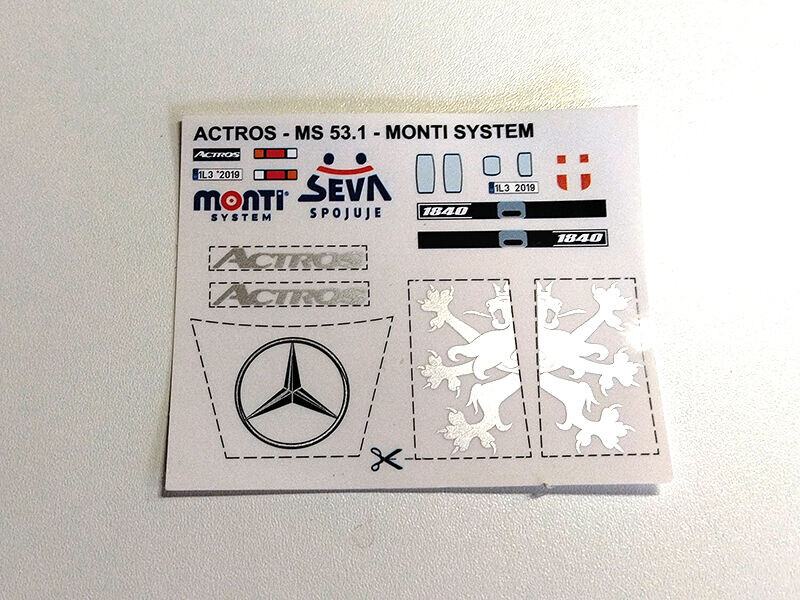 ACTROS - MS 53.1 - MONTI SYSTEM
ACTROS
1L3 2019
1L3 2019
MONTI
SYSTEM
SEVA
SPOJUJE
1840
1840
ACTROS
ACTROS